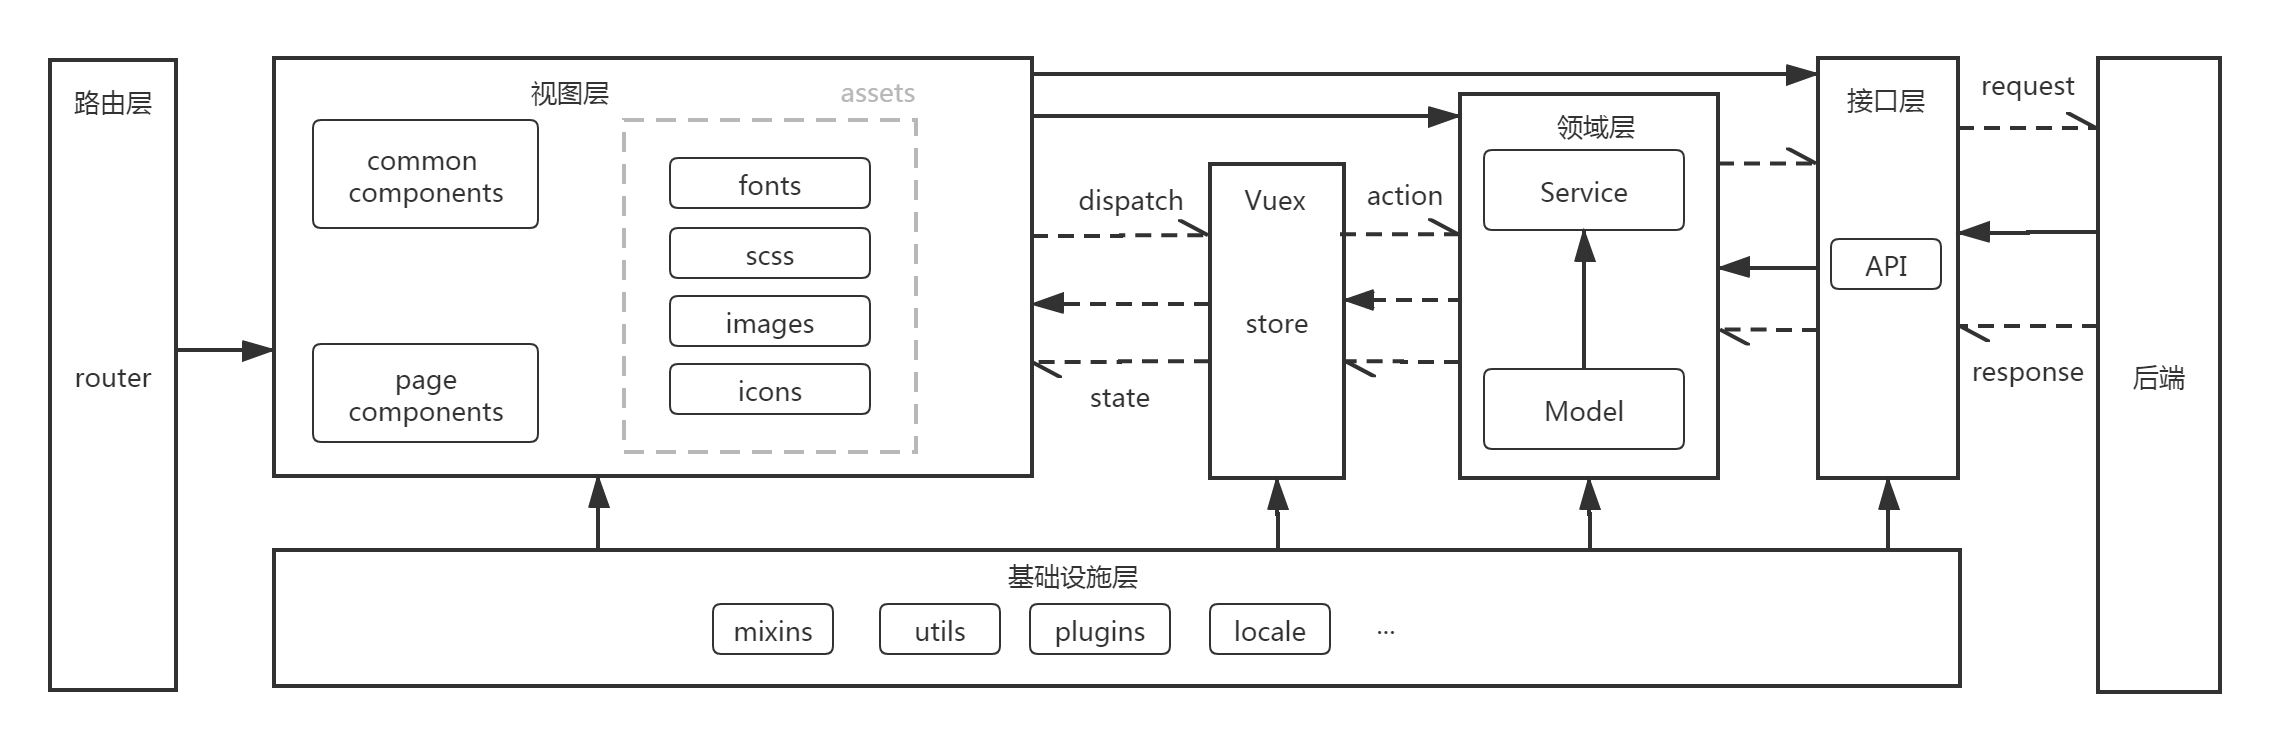 路由层
router
视图层
assets
common
components
page
components
fonts
scss
images
icons
dispatch
state
Vuex
store
action
领域层
Service
Model
接口层
API
request
response
后端
基础设施层
mixins
utils
plugins
locale
...